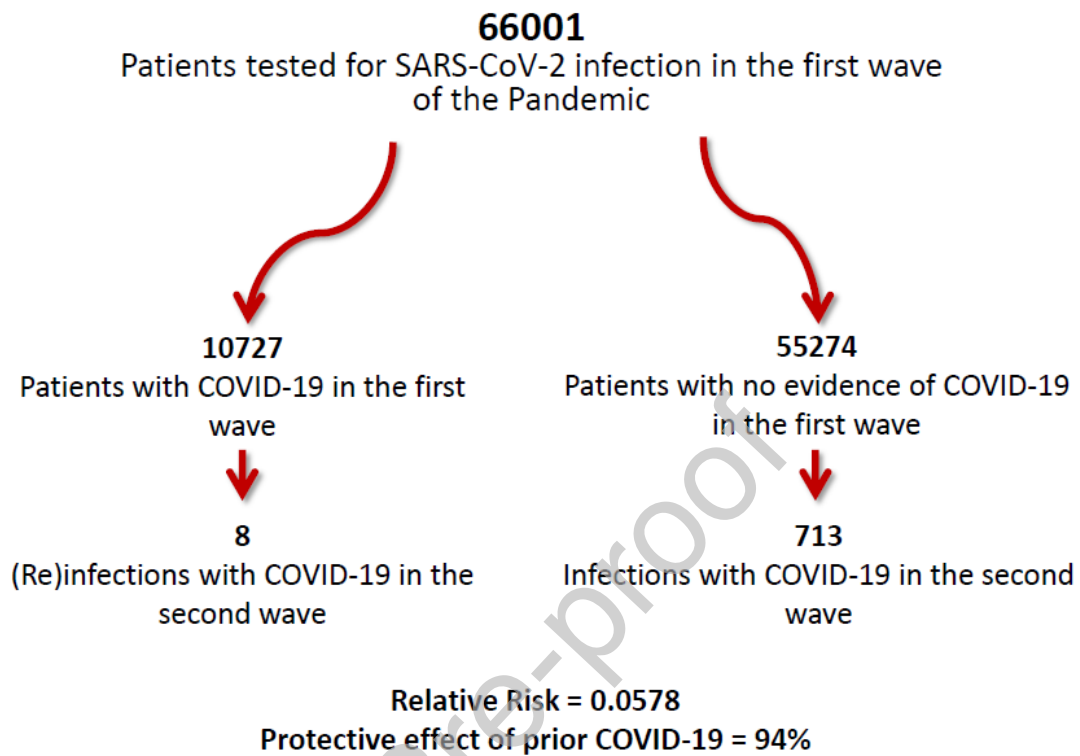 66001
Patients tested for SARS-CoV-2 infection in the first wave
of the Pandemic
10727
Patients with COVID-19 in the first
wave
55274
Patients with no evidence of COVID-19
in the first wave
8
(Re)infections with COVID-19 in the
second wave
713
Infections with COVID-19 in the second
wave
Relative Risk = 0.0578
Protective effect of prior COVID-19 = 94%
re-proof